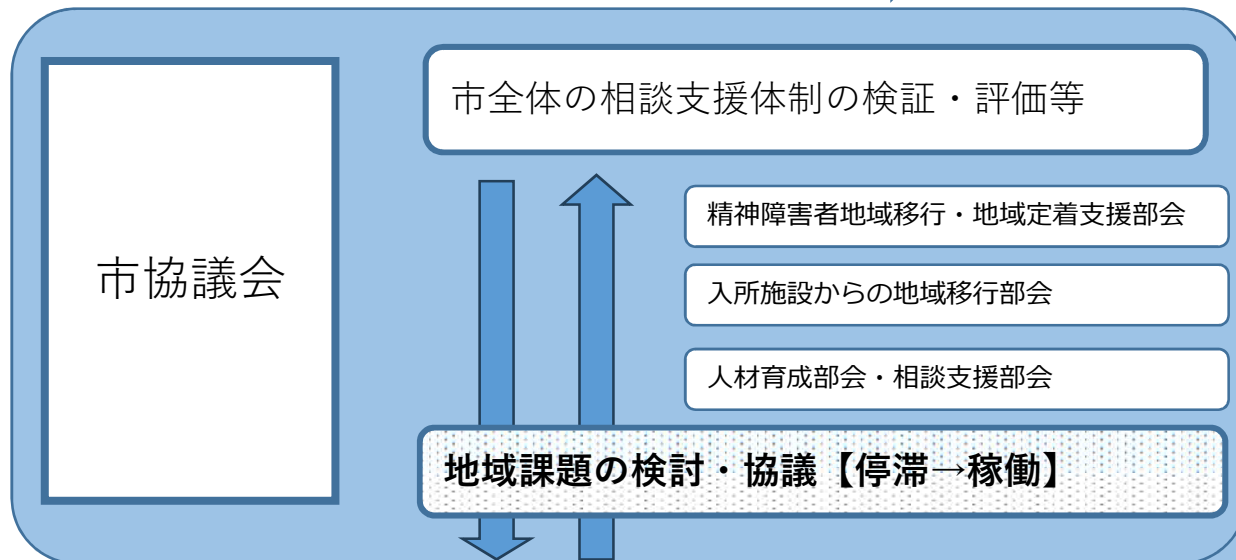 市全体の相談支援体制の検証・評価等
市協議会
精神障害者地域移行・地域定着支援部会
入所施設からの地域移行部会
人材育成部会・相談支援部会
地域課題の検討・協議【停滞→稼働】